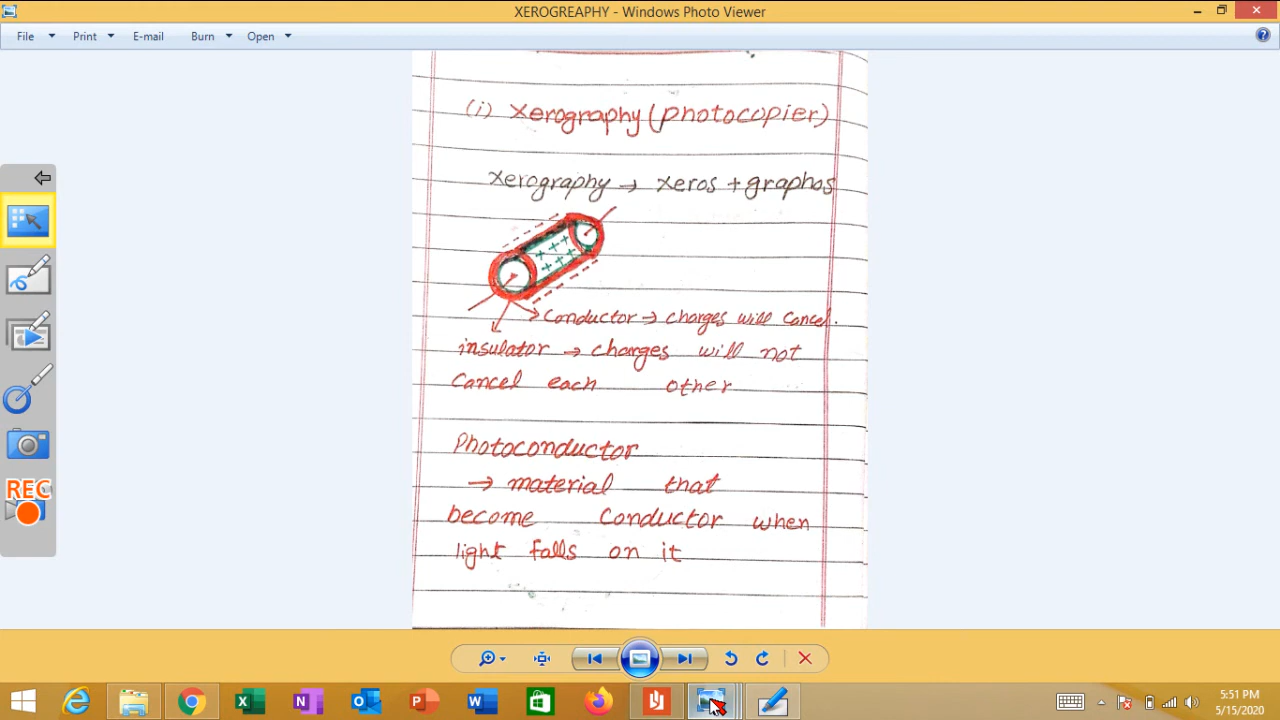 XEROGREAPHY - Windows Photo Viewer
File Print E-mail Burn Open
(i) Xerography (photocopier)
Xerography → xeros + graphos
+++
+++
+++
Conductor → charges will cancel.
insulator → charges will not
cancel each other
Photoconductor
→ material that
become Conductor when
light falls on it
REC
5:51 PM
5/15/2020